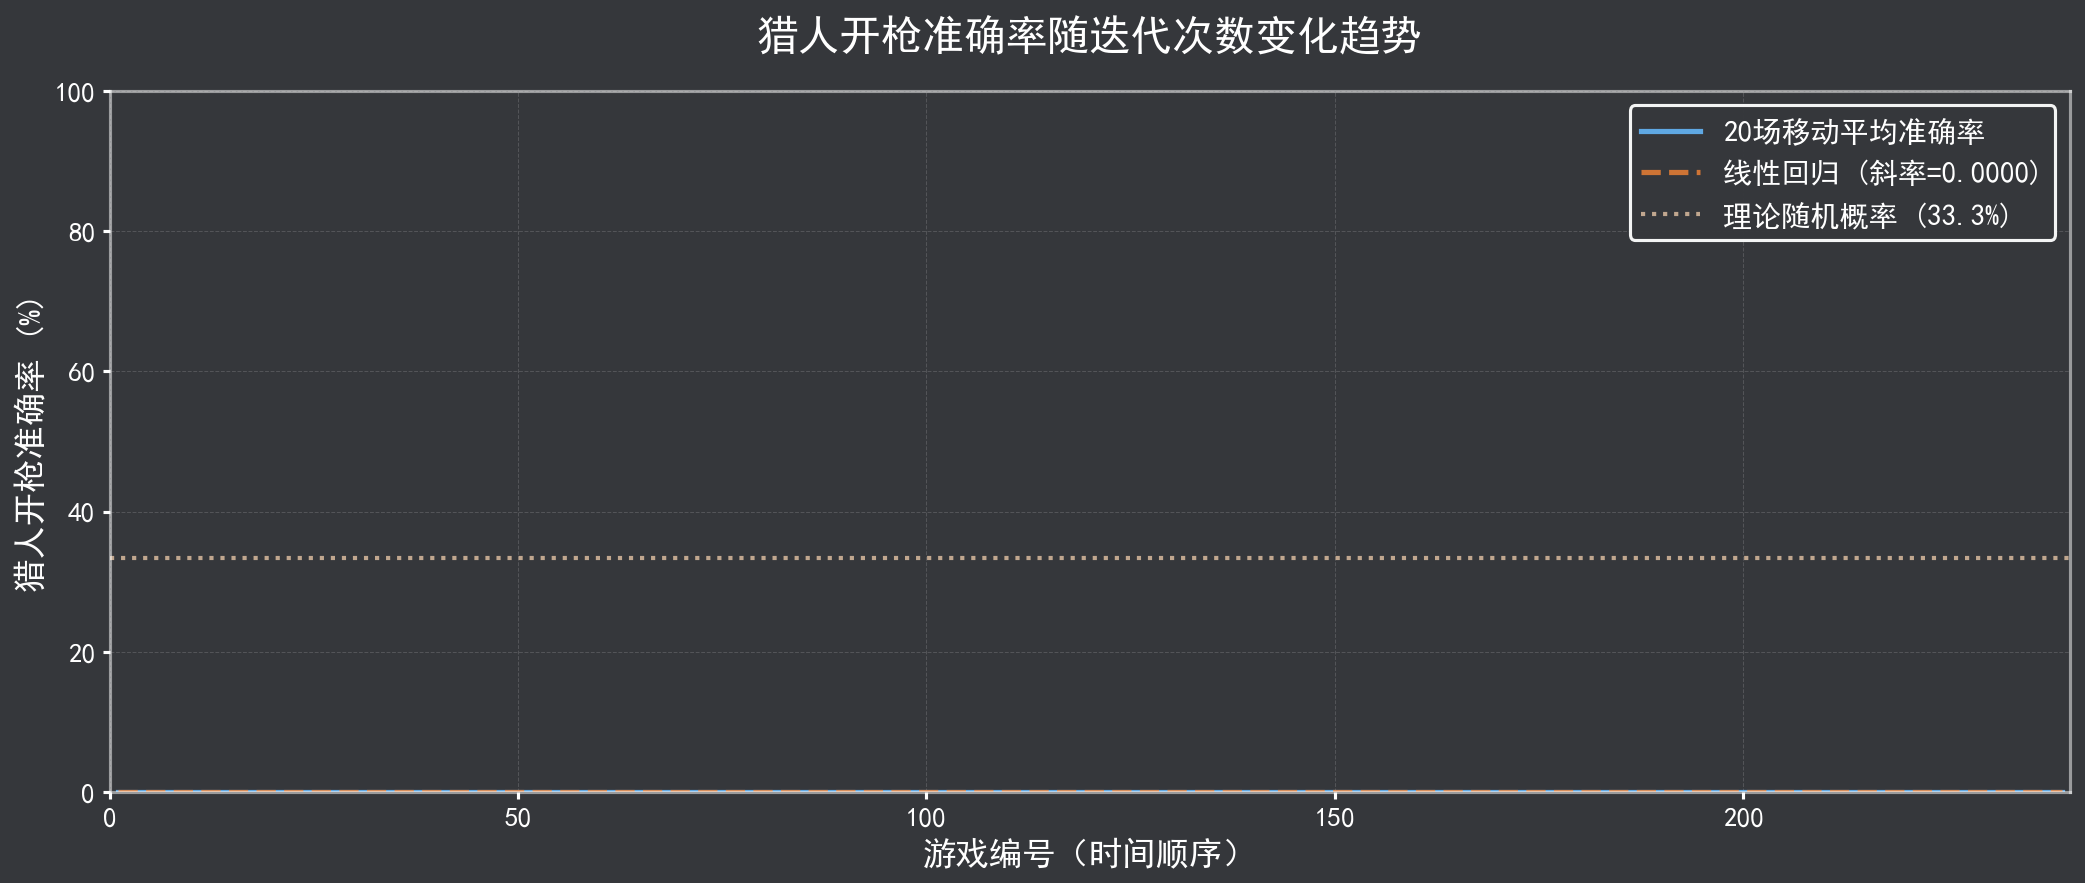 猎人开枪准确率随迭代次数变化趋势
100
80
60
40
20
0
猎人开枪准确率 (%)
20场移动平均准确率
线性回归 (斜率=0.0000)
理论随机概率 (33.3%)
0
50
100
150
200
游戏编号（时间顺序）